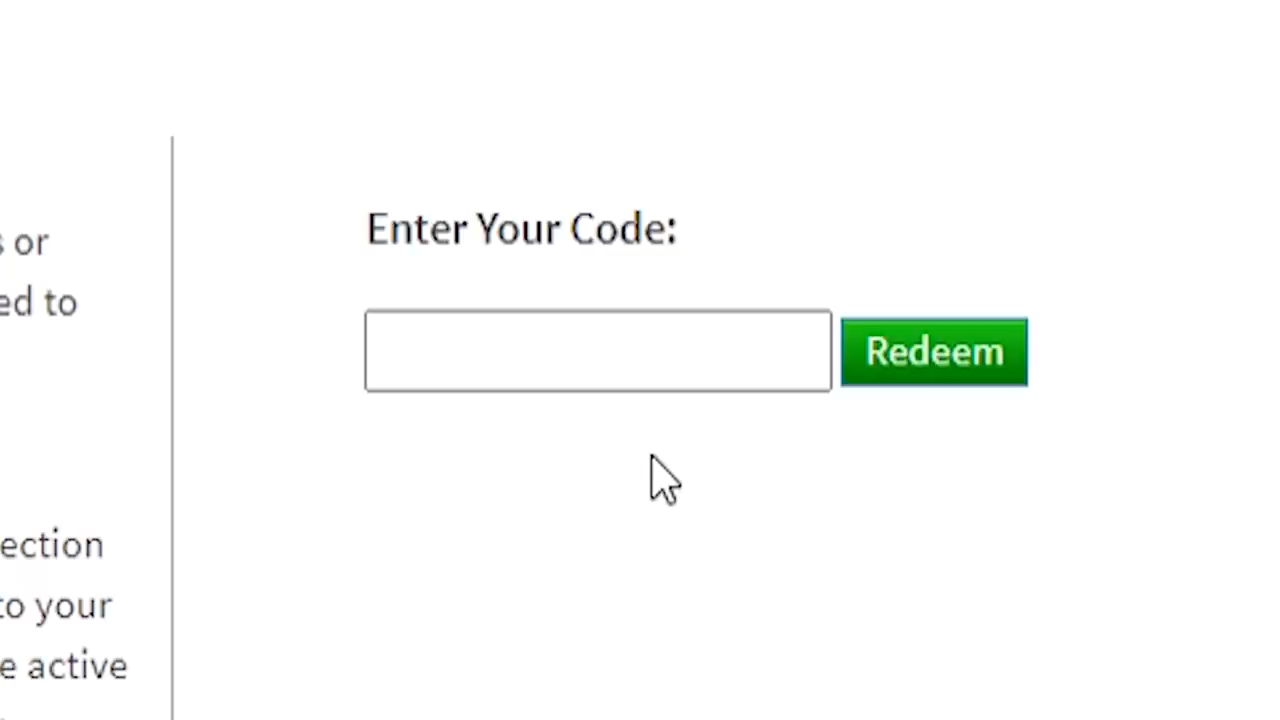 s or
ed to
ection
to your
e active
Enter Your Code:
Redeem